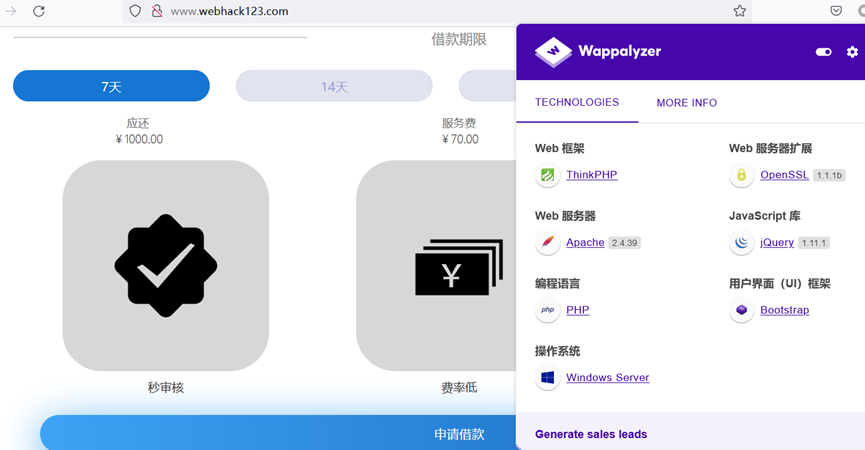 www.webhack123.com
借款期限
7天
14天
应还
¥ 1000.00
服务费
¥ 70.00
秒审核
费率低
申请借款
Wappalyzer
TECHNOLOGIES
MORE INFO
Web 框架
ThinkPHP
Web 服务器扩展
OpenSSL 1.1.1b
Web 服务器
Apache 2.4.39
JavaScript 库
jQuery 1.11.1
编程语言
PHP
用户界面（UI）框架
Bootstrap
操作系统
Windows Server
Generate sales leads